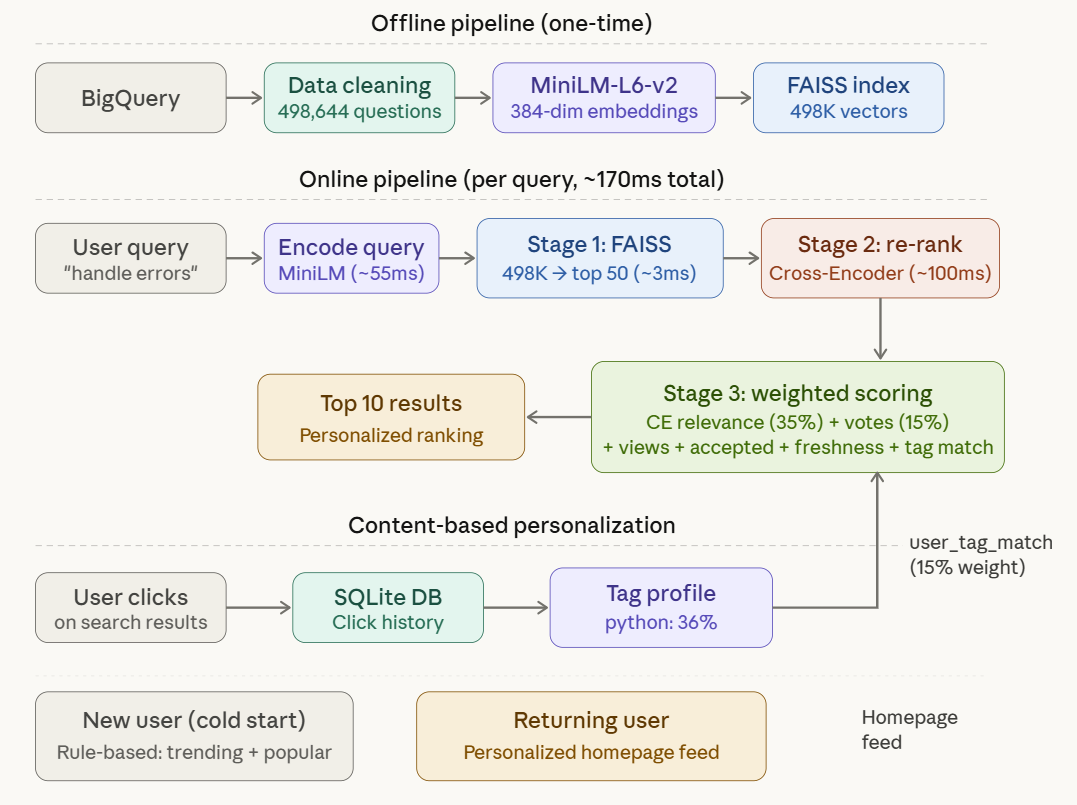 Offline pipeline (one-time)
BigQuery
Data cleaning
498,644 questions
MiniLM-L6-v2
384-dim embeddings
FAISS index
498K vectors
Online pipeline (per query, ~170ms total)
User query
"handle errors"
Encode query
MiniLM (~55ms)
Stage 1: FAISS
498K → top 50 (~3ms)
Stage 2: re-rank
Cross-Encoder (~100ms)
Top 10 results
Personalized ranking
Stage 3: weighted scoring
CE relevance (35%) + votes (15%)
+ views + accepted + freshness + tag match
Content-based personalization
user_tag_match
(15% weight)
User clicks
on search results
SQLite DB
Click history
Tag profile
python: 36%
New user (cold start)
Rule-based: trending + popular
Returning user
Personalized homepage feed
Homepage
feed